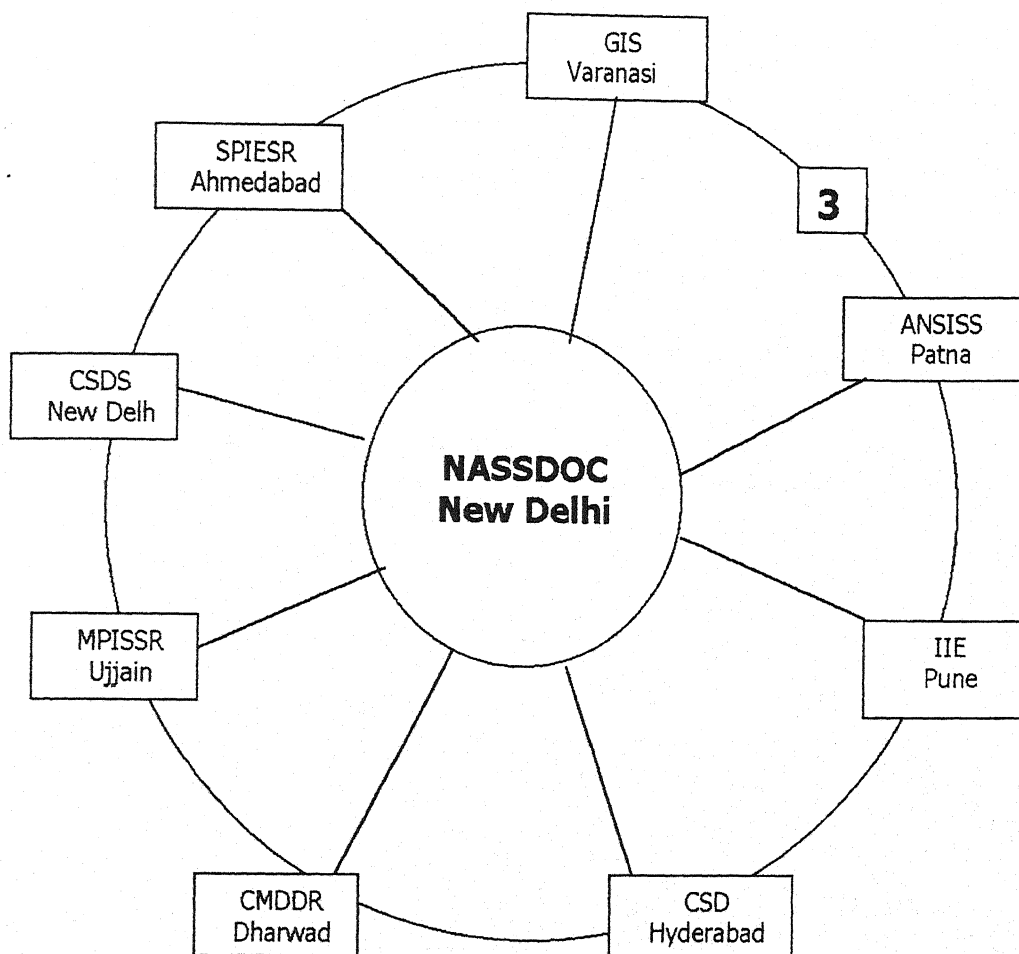 GIS
Varanasi
SPIESR
Ahmedabad
3
ANSISS
Patna
CSDS
New Delh
NASSDOC
New Delhi
MPISSR
Ujjain
IIE
Pune
CMDDR
Dharwad
CSD
Hyderabad